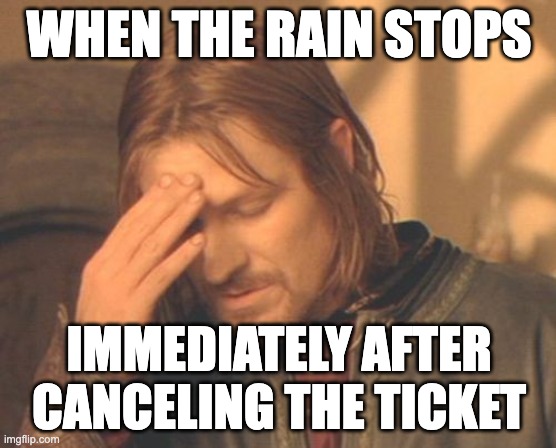 WHEN THE RAIN STOPS
IMMEDIATELY AFTER
CANCELING THE TICKET
imgflip.com